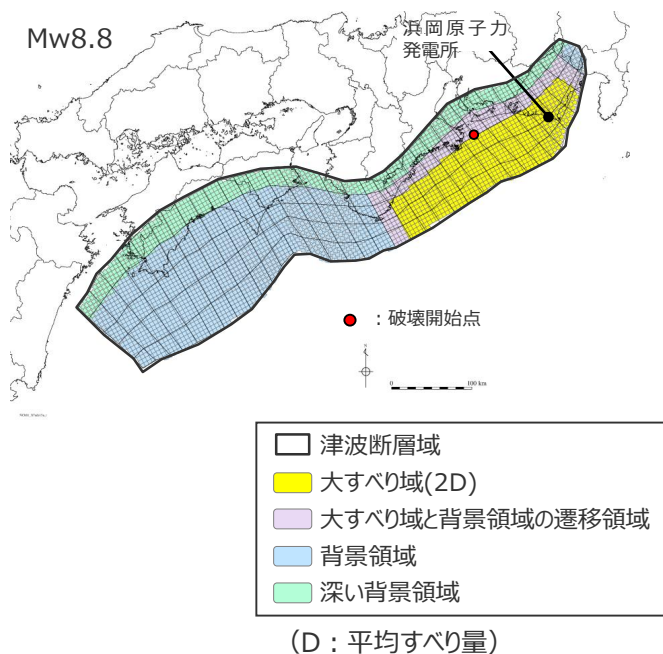 Mw8.8
浜岡原子力
発電所
：破壊開始点
N
0
100 km
津波断層域
大すべり域(2D)
大すべり域と背景領域の遷移領域
背景領域
深い背景領域
（D：平均すべり量）